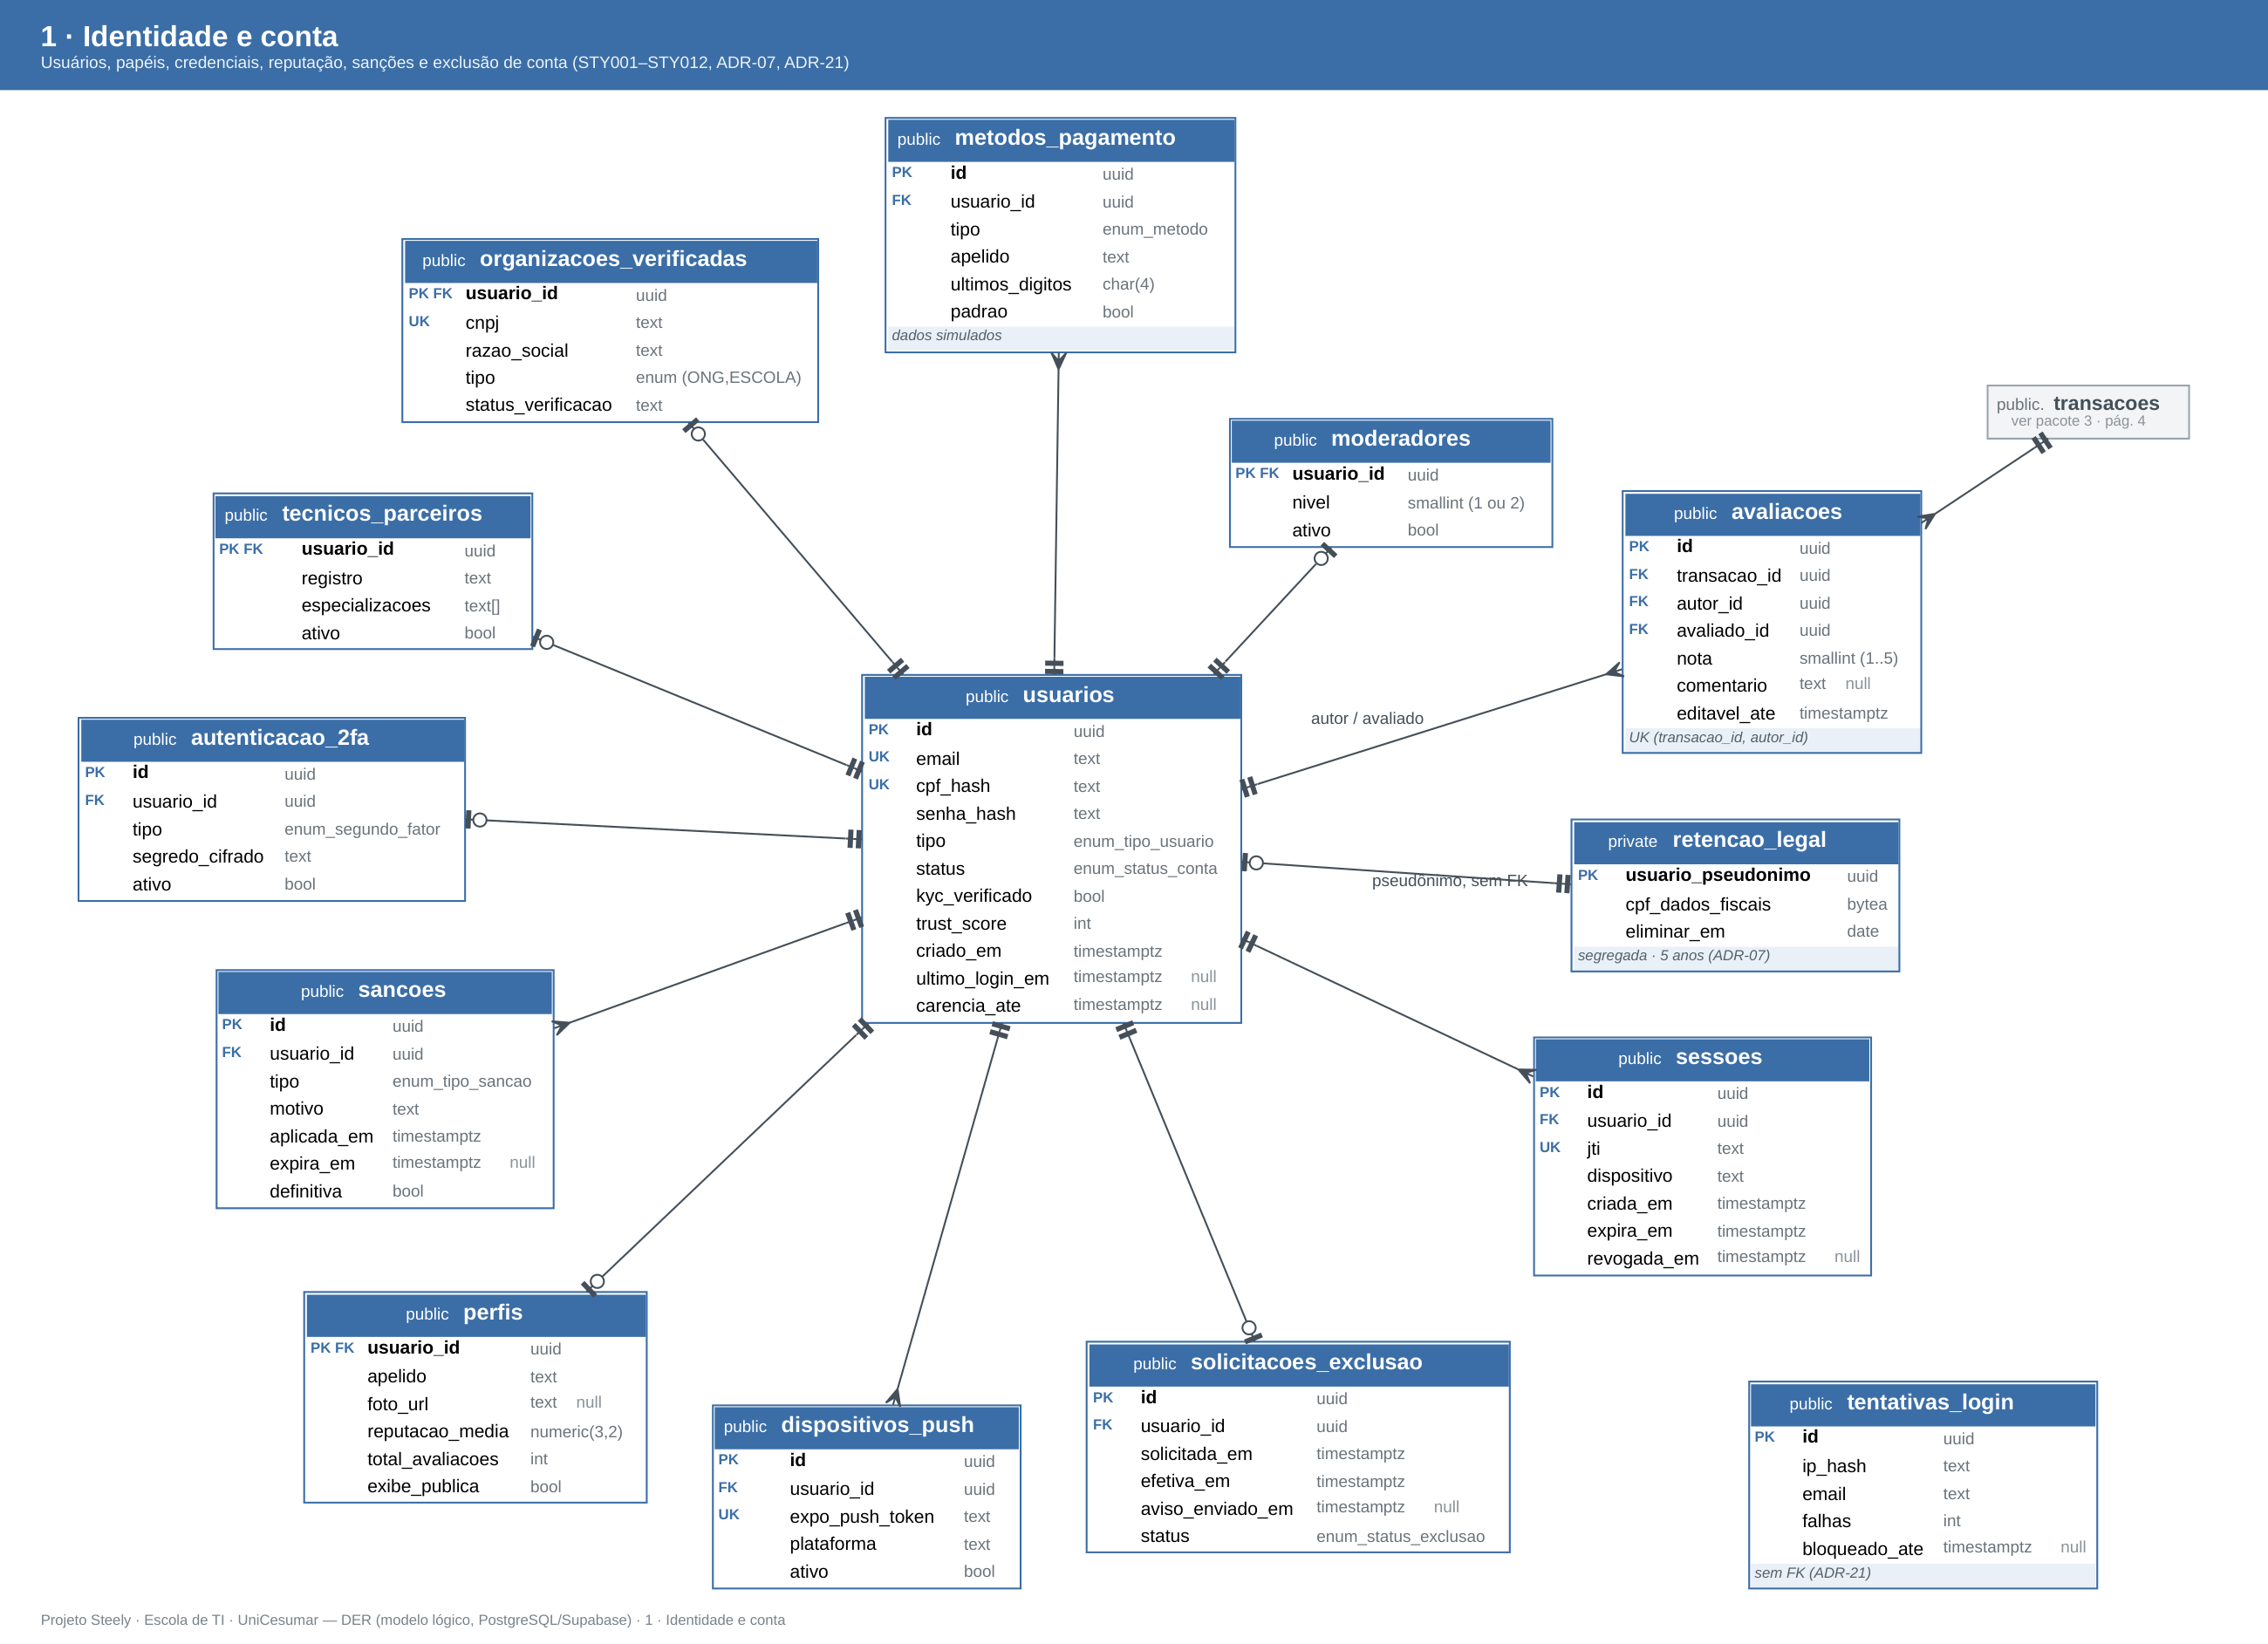 1 · Identidade e conta
Usuários, papéis, credenciais, reputação, sanções e exclusão de conta (STY001–STY012, ADR-07, ADR-21)
public metodos_pagamento
PK id uuid
FK usuario_id uuid
tipo enum_metodo
apelido text
ultimos_digitos char(4)
padrao bool
dados simulados
public organizacoes_verificadas
PK FK usuario_id uuid
UK cnpj text
razao_social text
tipo enum (ONG,ESCOLA)
status_verificacao text
public. transacoes
ver pacote 3 · pág. 4
public moderadores
PK FK usuario_id uuid
nivel smallint (1 ou 2)
ativo bool
public tecnicos_parceiros
PK FK usuario_id uuid
registro text
especializacoes text[]
ativo bool
public avaliacoes
PK id uuid
FK transacao_id uuid
FK autor_id uuid
FK avaliado_id uuid
nota smallint (1..5)
comentario text null
editavel_ate timestamptz
UK (transacao_id, autor_id)
public usuarios
PK id uuid
UK email text
UK cpf_hash text
senha_hash text
tipo enum_tipo_usuario
status enum_status_conta
kyc_verificado bool
trust_score int
criado_em timestamptz
ultimo_login_em timestamptz null
carencia_ate timestamptz null
autor / avaliado
public autenticacao_2fa
PK id uuid
FK usuario_id uuid
tipo enum_segundo_fator
segredo_cifrado text
ativo bool
private retencao_legal
PK usuario_pseudonimo uuid
cpf_dados_fiscais bytea
eliminar_em date
segregada · 5 anos (ADR-07)
pseudônimo, sem FK
public sancoes
PK id uuid
FK usuario_id uuid
tipo enum_tipo_sancao
motivo text
aplicada_em timestamptz
expira_em timestamptz null
definitiva bool
public sessoes
PK id uuid
FK usuario_id uuid
UK jti text
dispositivo text
criada_em timestamptz
expira_em timestamptz
revogada_em timestamptz null
public perfis
PK FK usuario_id uuid
apelido text
foto_url text null
reputacao_media numeric(3,2)
total_avaliacoes int
exibe_publica bool
public dispositivos_push
PK id uuid
FK usuario_id uuid
UK expo_push_token text
plataforma text
ativo bool
public solicitacoes_exclusao
PK id uuid
FK usuario_id uuid
solicitada_em timestamptz
efetiva_em timestamptz
aviso_enviado_em timestamptz null
status enum_status_exclusao
public tentativas_login
PK id uuid
ip_hash text
email text
falhas int
bloqueado_ate timestamptz null
sem FK (ADR-21)
Projeto Steely · Escola de TI · UniCesumar — DER (modelo lógico, PostgreSQL/Supabase) · 1 · Identidade e conta